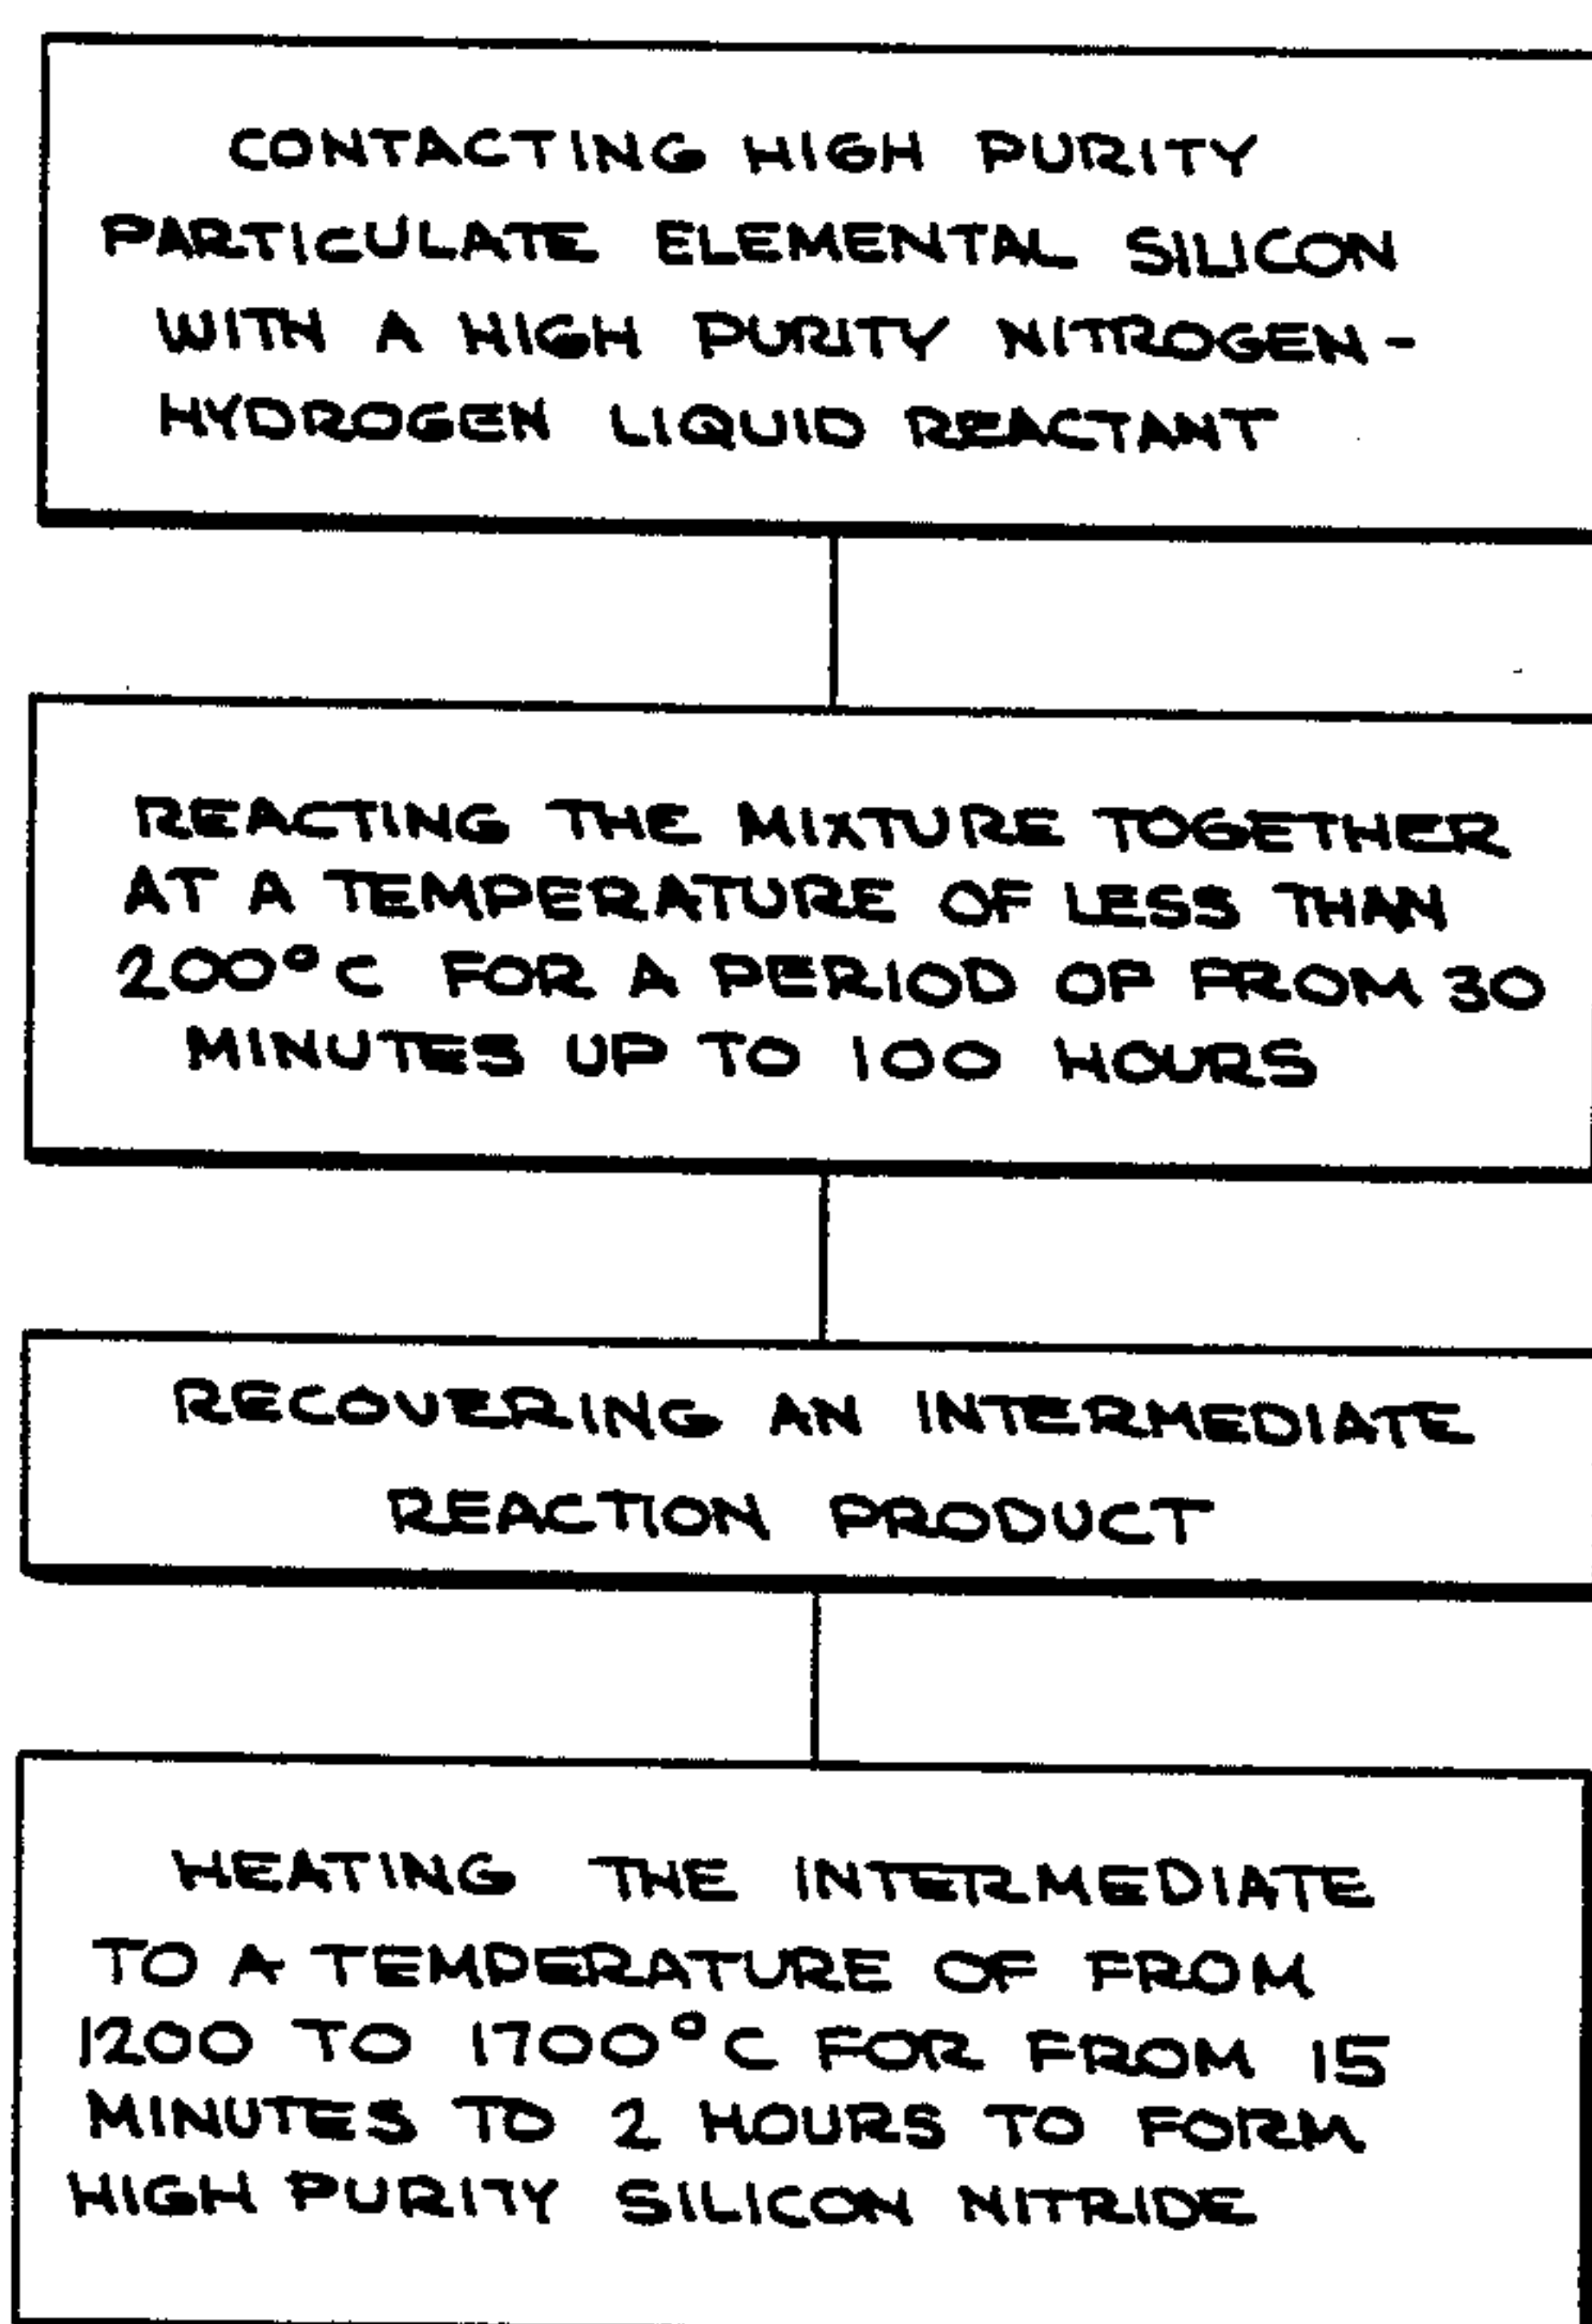 CONTACTING HIGH PURITY
PARTICULATE ELEMENTAL SILICON
WITH A HIGH PURITY NITROGEN-
HYDROGEN LIQUID REACTANT
REACTING THE MIXTURE TOGETHER
AT A TEMPERATURE OF LESS THAN
200°C FOR A PERIOD OF FROM 30
MINUTES UP TO 100 HOURS
RECOVERING AN INTERMEDIATE
REACTION PRODUCT
HEATING THE INTERMEDIATE
TO A TEMPERATURE OF FROM
1200 TO 1700°C FOR FROM 15
MINUTES TO 2 HOURS TO FORM
HIGH PURITY SILICON NITRIDE